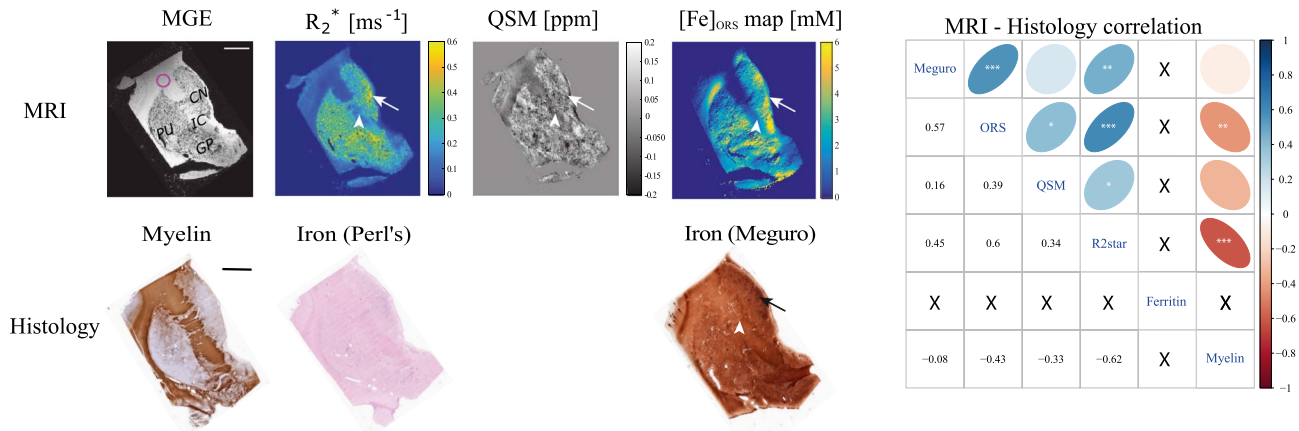 MGE
R₂* [ms⁻¹]
QSM [ppm]
[Fe]ORS map [mM]
MRI
CN
IC
PU
GP
0.6
0.5
0.4
0.3
0.2
0.1
0
0.2
0.15
0.1
0.05
0
-0.050
-0.1
-0.15
-0.2
6
5
4
3
2
1
0
Histology
Myelin
Iron (Perl's)
Iron (Meguro)
MRI - Histology correlation
Meguro *** ** X
0.57 ORS * *** X **
0.16 0.39 QSM * X
0.45 0.6 0.34 R2star X ***
X X X X Ferritin X
−0.08 −0.43 −0.33 −0.62 X Myelin
1
0.8
0.6
0.4
0.2
0
−0.2
−0.4
−0.6
−0.8
−1